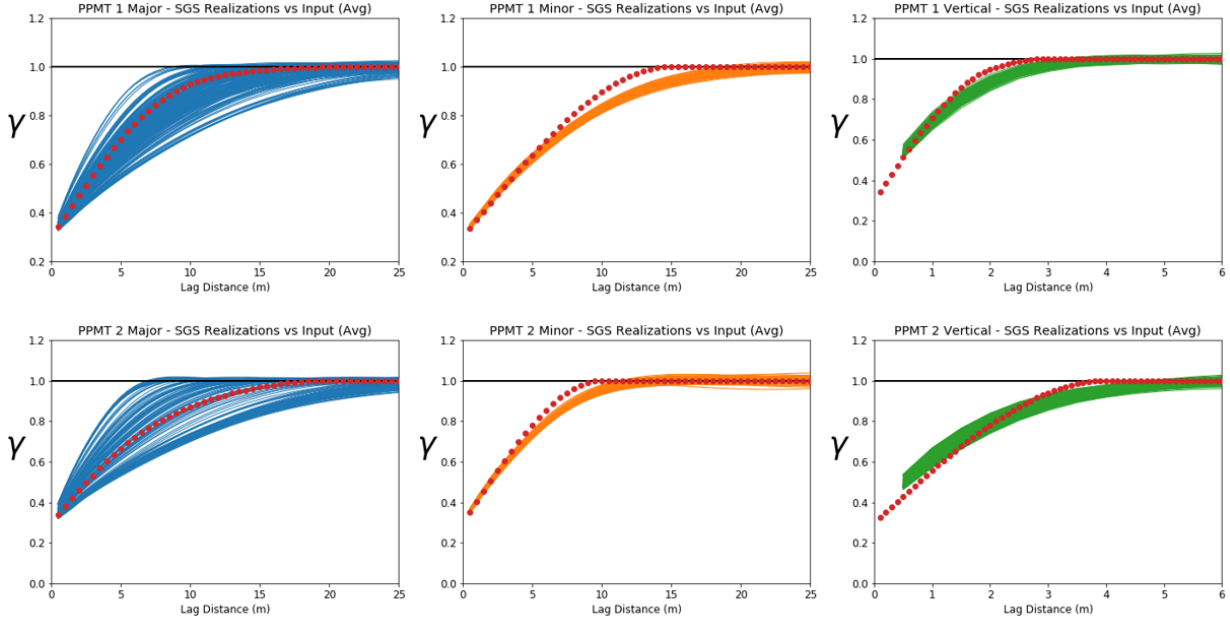 PPMT 1 Major - SGS Realizations vs Input (Avg)
1.2
1.0
0.8
0.6
0.4
0.2
γ
0 5 10 15 20 25
Lag Distance (m)
PPMT 1 Minor - SGS Realizations vs Input (Avg)
1.2
1.0
0.8
0.6
0.4
0.2
γ
0 5 10 15 20 25
Lag Distance (m)
PPMT 1 Vertical - SGS Realizations vs Input (Avg)
1.2
1.0
0.8
0.6
0.4
0.2
0.0
γ
0 1 2 3 4 5 6
Lag Distance (m)
PPMT 2 Major - SGS Realizations vs Input (Avg)
1.2
1.0
0.8
0.6
0.4
0.2
0.0
γ
0 5 10 15 20 25
Lag Distance (m)
PPMT 2 Minor - SGS Realizations vs Input (Avg)
1.2
1.0
0.8
0.6
0.4
0.2
0.0
γ
0 5 10 15 20 25
Lag Distance (m)
PPMT 2 Vertical - SGS Realizations vs Input (Avg)
1.2
1.0
0.8
0.6
0.4
0.2
0.0
γ
0 1 2 3 4 5 6
Lag Distance (m)